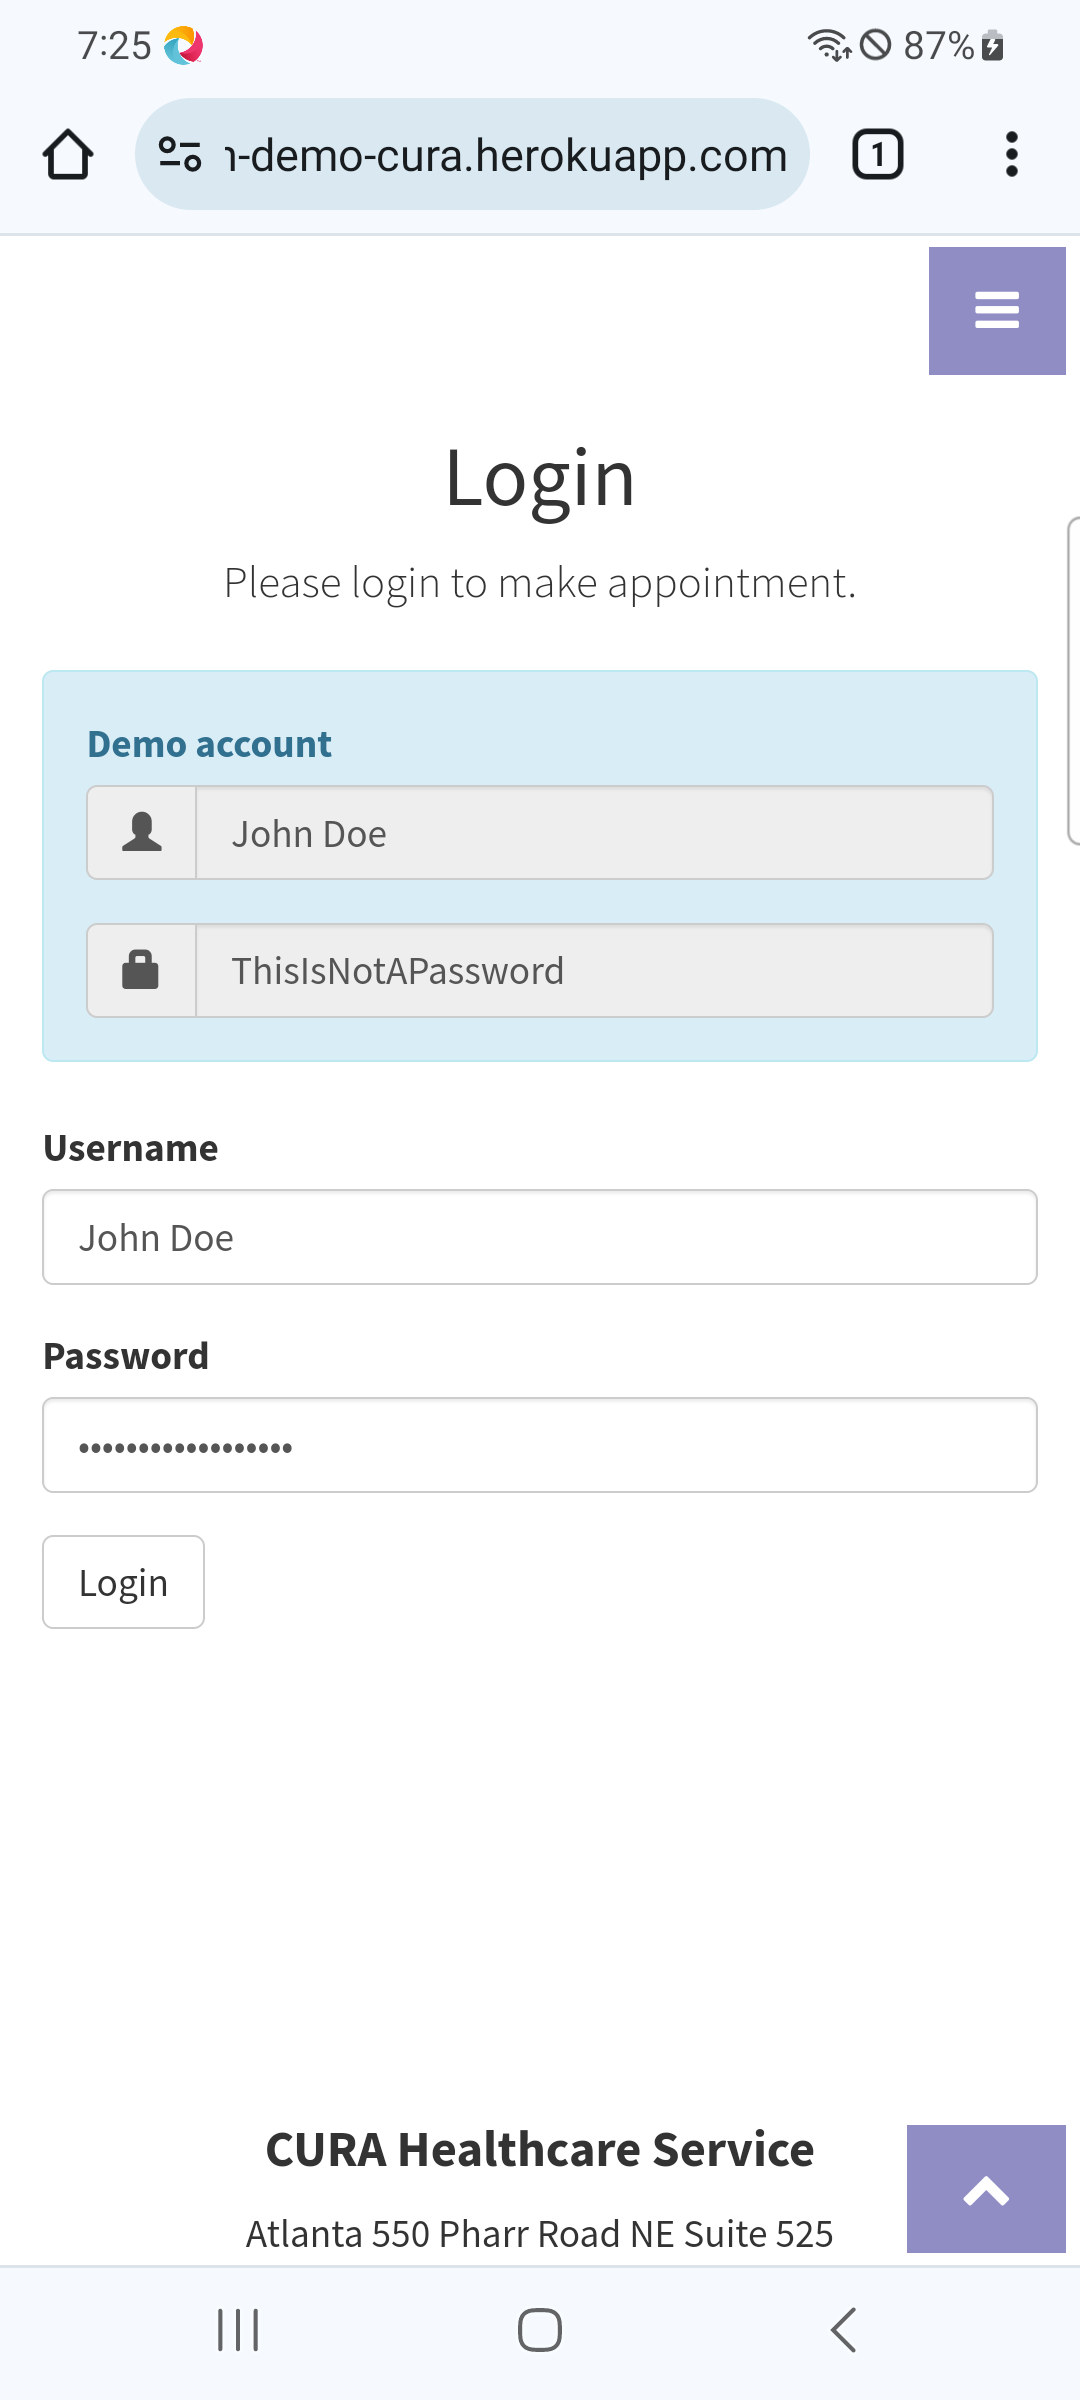 7:25
87%
-demo-cura.herokuapp.com
1
Login
Please login to make appointment.
Demo account
John Doe
ThisIsNotAPassword
Username
John Doe
Password
••••••••••••••••••
Login
CURA Healthcare Service
Atlanta 550 Pharr Road NE Suite 525